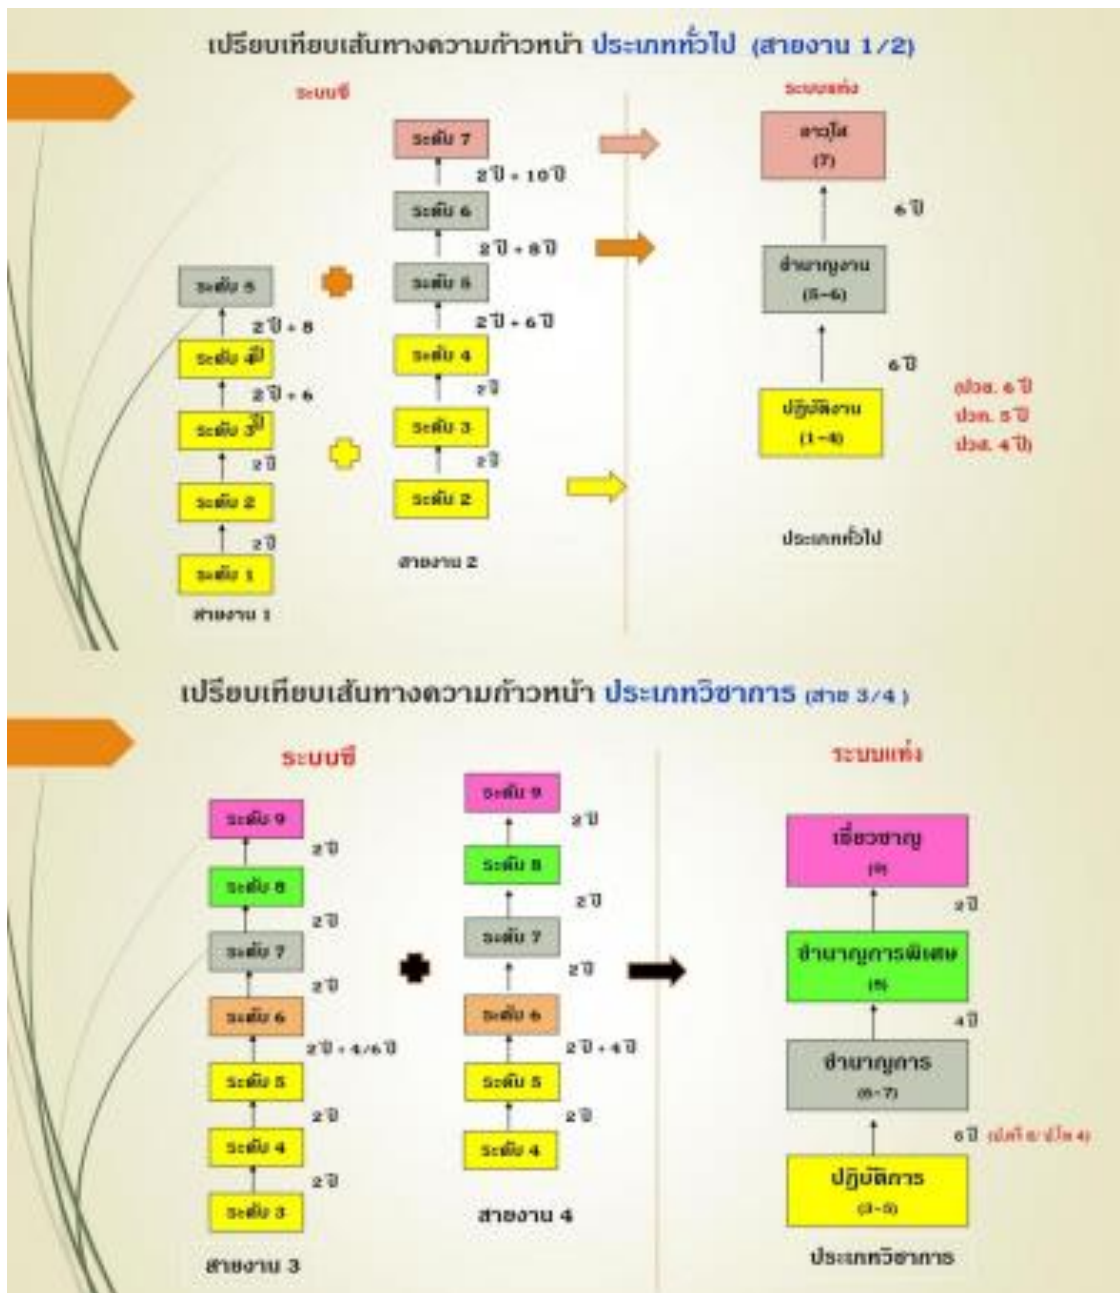 เปรียบเทียบเส้นทางความก้าวหน้า ประเภททั่วไป (สายงาน 1/2)
ระบบซี
ระบบแท่ง
ระดับ 7
2 ปี + 10 ปี
ระดับ 6
2 ปี + 8 ปี
ระดับ 5
2 ปี + 6 ปี
ระดับ 4
2 ปี
ระดับ 3
2 ปี
ระดับ 2
สายงาน 2
ระดับ 5
2 ปี + 8
ปี
ระดับ 4
2 ปี + 6
ปี
ระดับ 3
2 ปี
ระดับ 2
2 ปี
ระดับ 1
สายงาน 1
อาวุโส
(7)
6 ปี
ชำนาญงาน
(5-6)
6 ปี
ปฏิบัติงาน
(1-4)
(ปวช. 6 ปี
ปวท. 5 ปี
ปวส. 4 ปี)
ประเภททั่วไป
เปรียบเทียบเส้นทางความก้าวหน้า ประเภทวิชาการ (สาย 3/4 )
ระบบซี
ระบบแท่ง
ระดับ 9
2 ปี
ระดับ 8
2 ปี
ระดับ 7
2 ปี
ระดับ 6
2 ปี + 4/6 ปี
ระดับ 5
2 ปี
ระดับ 4
2 ปี
ระดับ 3
สายงาน 3
ระดับ 9
2 ปี
ระดับ 8
2 ปี
ระดับ 7
2 ปี
ระดับ 6
2 ปี + 4 ปี
ระดับ 5
2 ปี
ระดับ 4
สายงาน 4
เชี่ยวชาญ
(9)
2 ปี
ชำนาญการพิเศษ
(8)
4 ปี
ชำนาญการ
(6-7)
6 ปี (ป.ตรี 6/ ป.โท 4)
ปฏิบัติการ
(3-5)
ประเภทวิชาการ